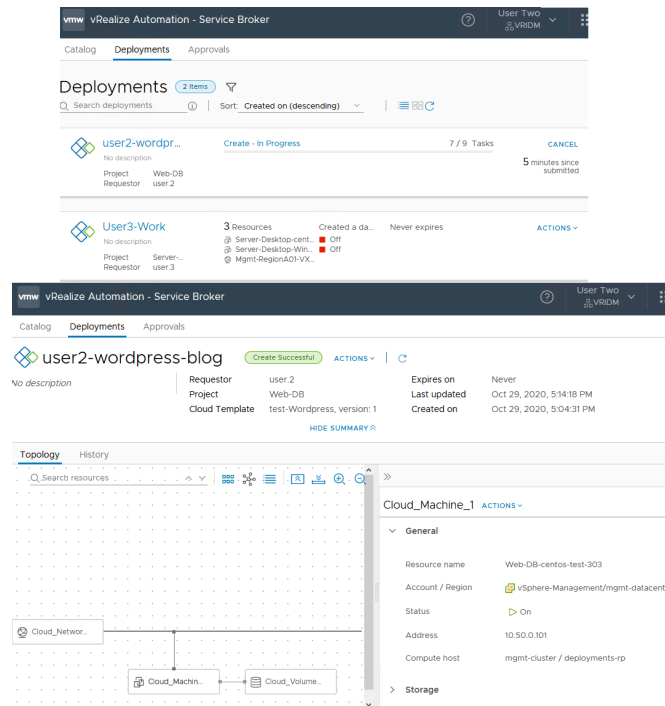 vmw vRealize Automation - Service Broker
User Two
VRIDM
Catalog Deployments Approvals
Deployments 2 Items
Search deployments Sort: Created on (descending)
user2-wordpr... Create - In Progress 7 / 9 Tasks CANCEL
No description
5 minutes since submitted
Project Web-DB
Requestor user.2
User3-Work 3 Resources Created a da... Never expires ACTIONS
No description
Server-Desktop-cent... Off
Server-Desktop-Win... Off
Mgmt-RegionA01-VX...
Project Server-...
Requestor user.3
vmw vRealize Automation - Service Broker
User Two
VRIDM
Catalog Deployments Approvals
user2-wordpress-blog Create Successful ACTIONS
No description
Requestor user.2 Expires on Never
Project Web-DB Last updated Oct 29, 2020, 5:14:18 PM
Cloud Template test-Wordpress, version: 1 Created on Oct 29, 2020, 5:04:31 PM
HIDE SUMMARY
Topology History
Search resources
Cloud_Machine_1 ACTIONS
General
Resource name Web-DB-centos-test-303
Account / Region vSphere-Management/mgmt-datacent
Status On
Address 10.50.0.101
Compute host mgmt-cluster / deployments-rp
Storage
Cloud_Networ...
Cloud_Machin...
Cloud_Volume...